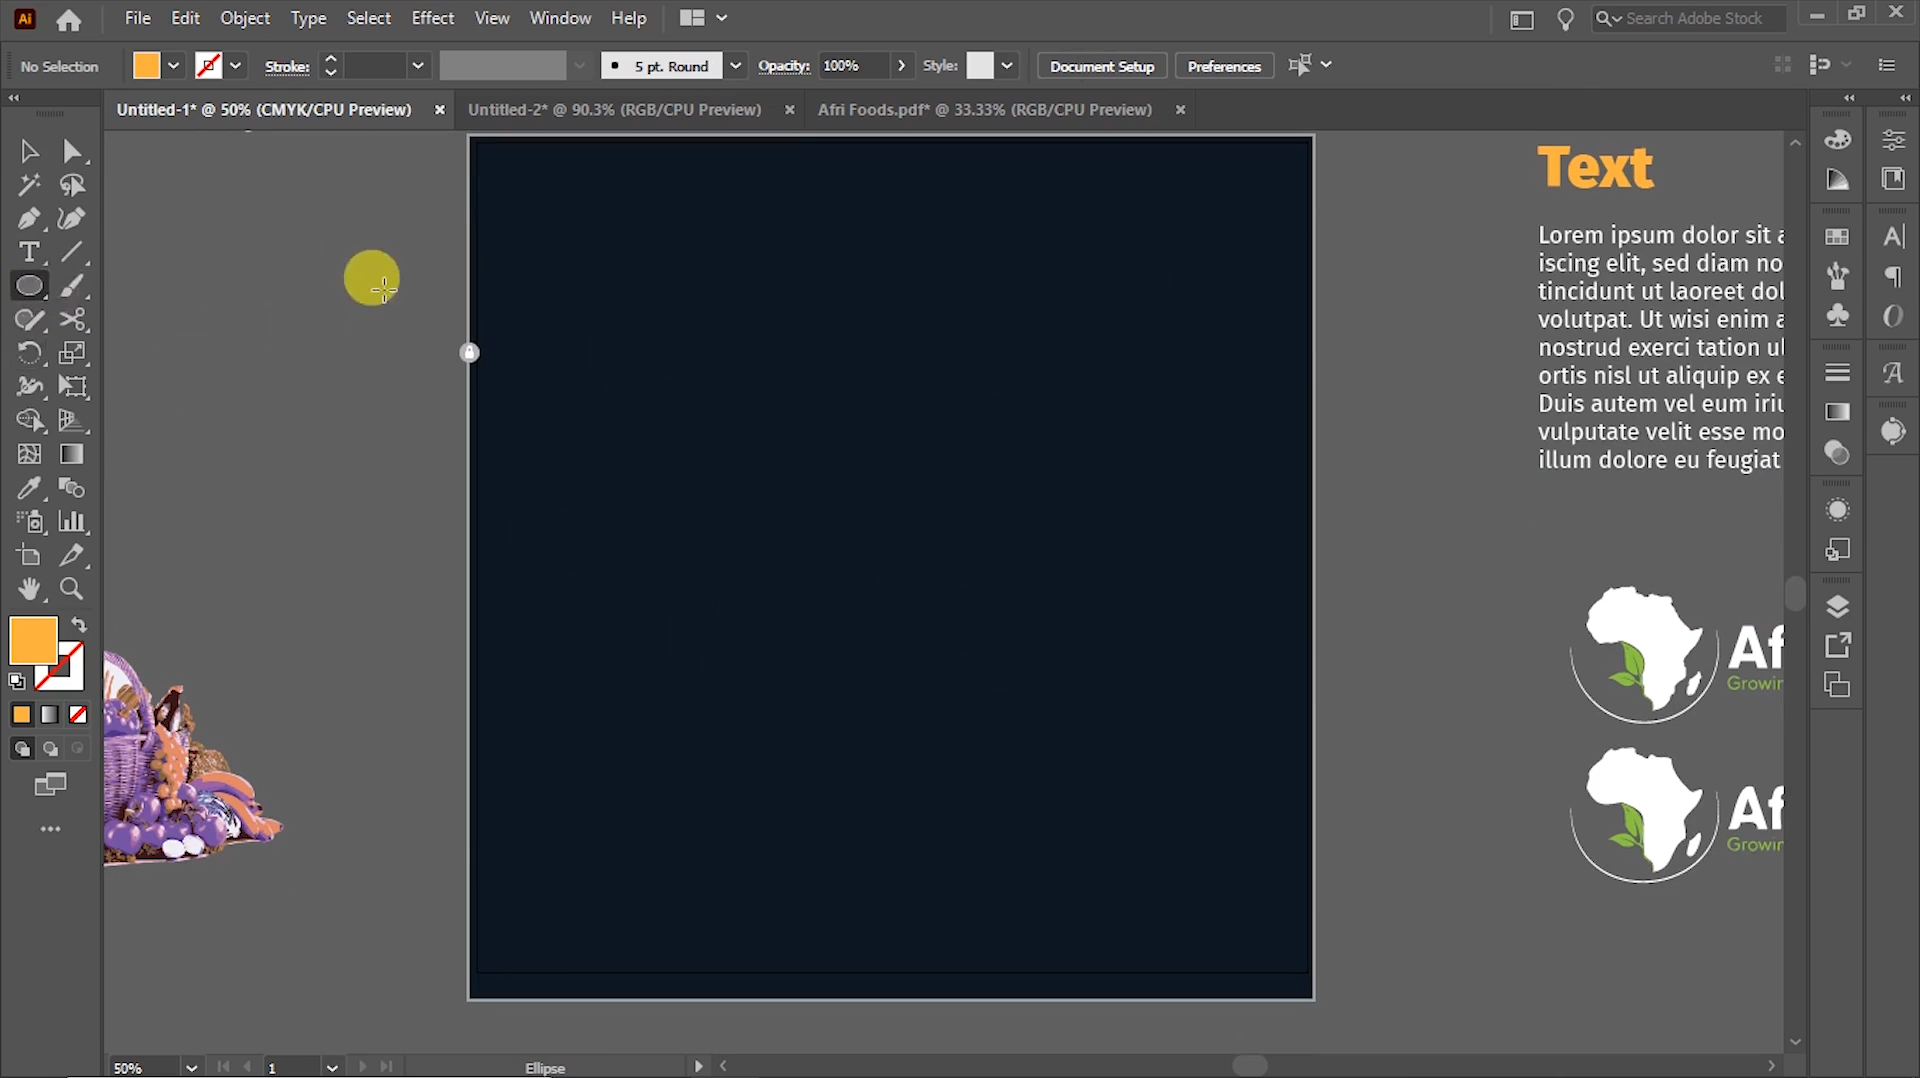 Ai
File Edit Object Type Select Effect View Window Help
Search Adobe Stock
No Selection
Stroke:
5 pt. Round
Opacity: 100%
Style:
Document Setup
Preferences
Untitled-1* @ 50% (CMYK/CPU Preview)
Untitled-2* @ 90.3% (RGB/CPU Preview)
Afri Foods.pdf* @ 33.33% (RGB/CPU Preview)
Text
Lorem ipsum dolor sit a
iscing elit, sed diam no
tincidunt ut laoreet dol
volutpat. Ut wisi enim a
nostrud exerci tation ul
ortis nisl ut aliquip ex e
Duis autem vel eum iriu
vulputate velit esse mo
illum dolore eu feugiat
Af
Growin
Af
Growin
50%
1
Ellipse